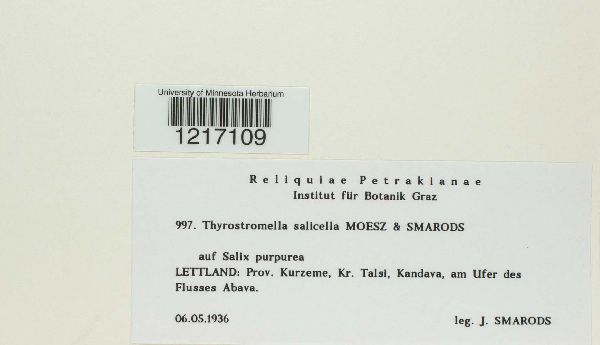 University of Minnesota Herbarium
1217109
Reliquiae Petrakianae
Institut für Botanik Graz
997. Thyrostromella salicella MOESZ & SMARODS
auf Salix purpurea
LETTLAND: Prov. Kurzeme, Kr. Talsi, Kandava, am Ufer des
Flusses Abava.
06.05.1936 leg. J. SMARODS